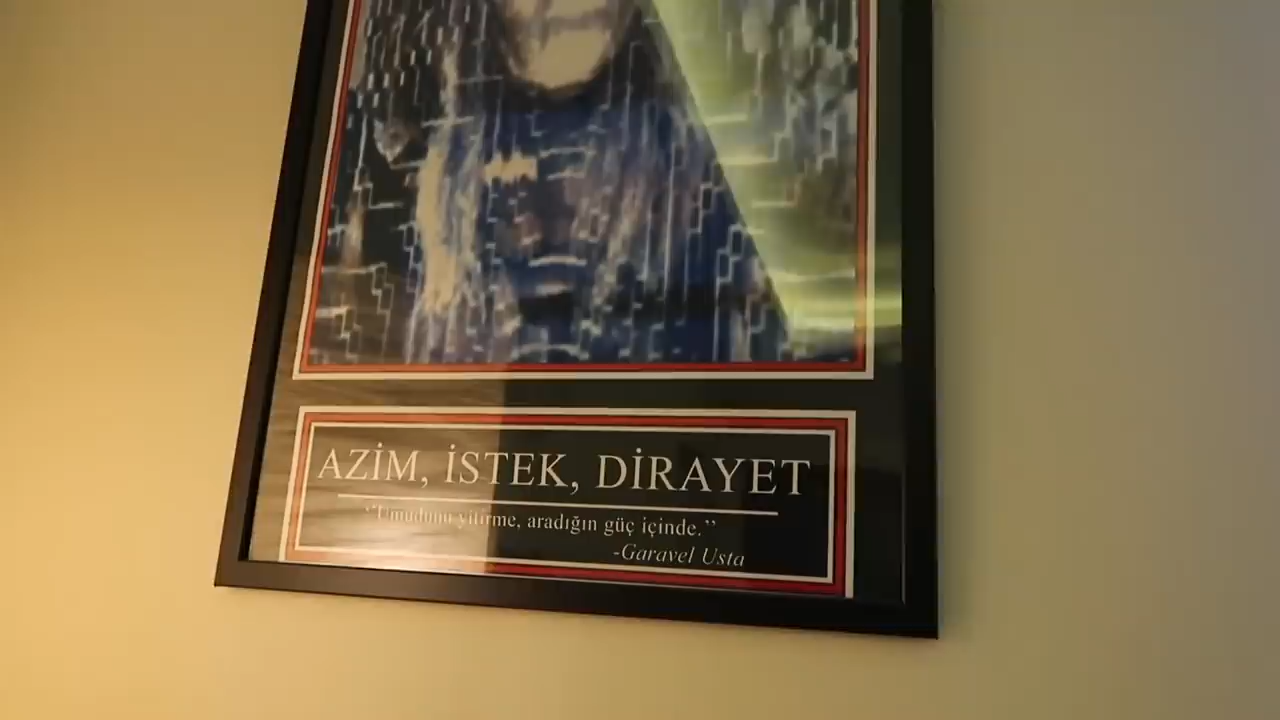 AZİM, İSTEK, DİRAYET
“Umudunu yitirme, aradığın güç içinde.”
-Garavel Usta